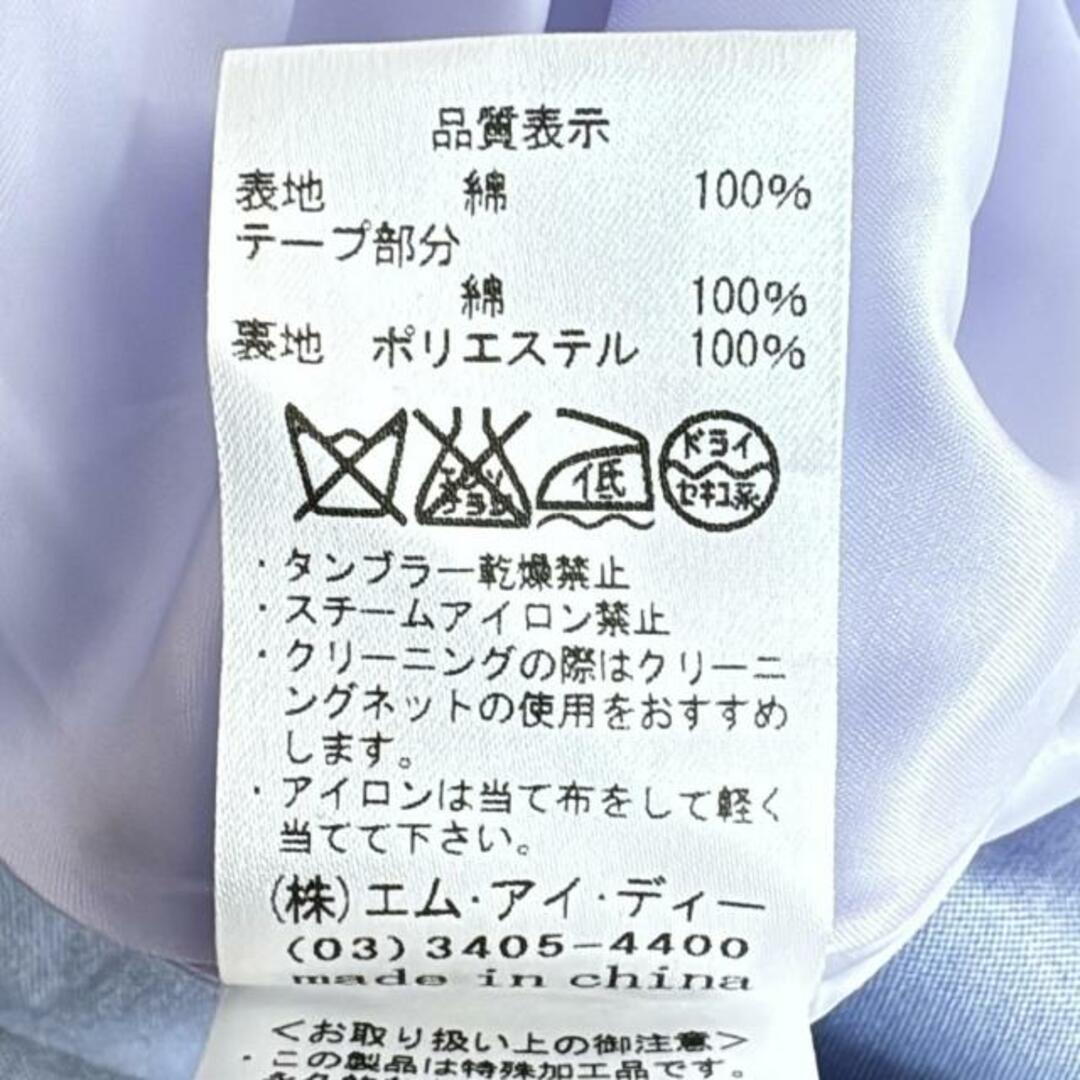 品質表示
表地 綿 100%
テープ部分
綿 100%
裏地 ポリエステル 100%
エンソ サラシ 低 ドライ
セキユ系
・タンブラー乾燥禁止
・スチームアイロン禁止
・クリーニングの際はクリーニ
ングネットの使用をおすすめ
します。
・アイロンは当て布をして軽く
当てて下さい。
(株)エム・アイ・ディー
(03)3405-4400
made in china
<お取り扱い上の御注意>
・この製品は特殊加工品です。